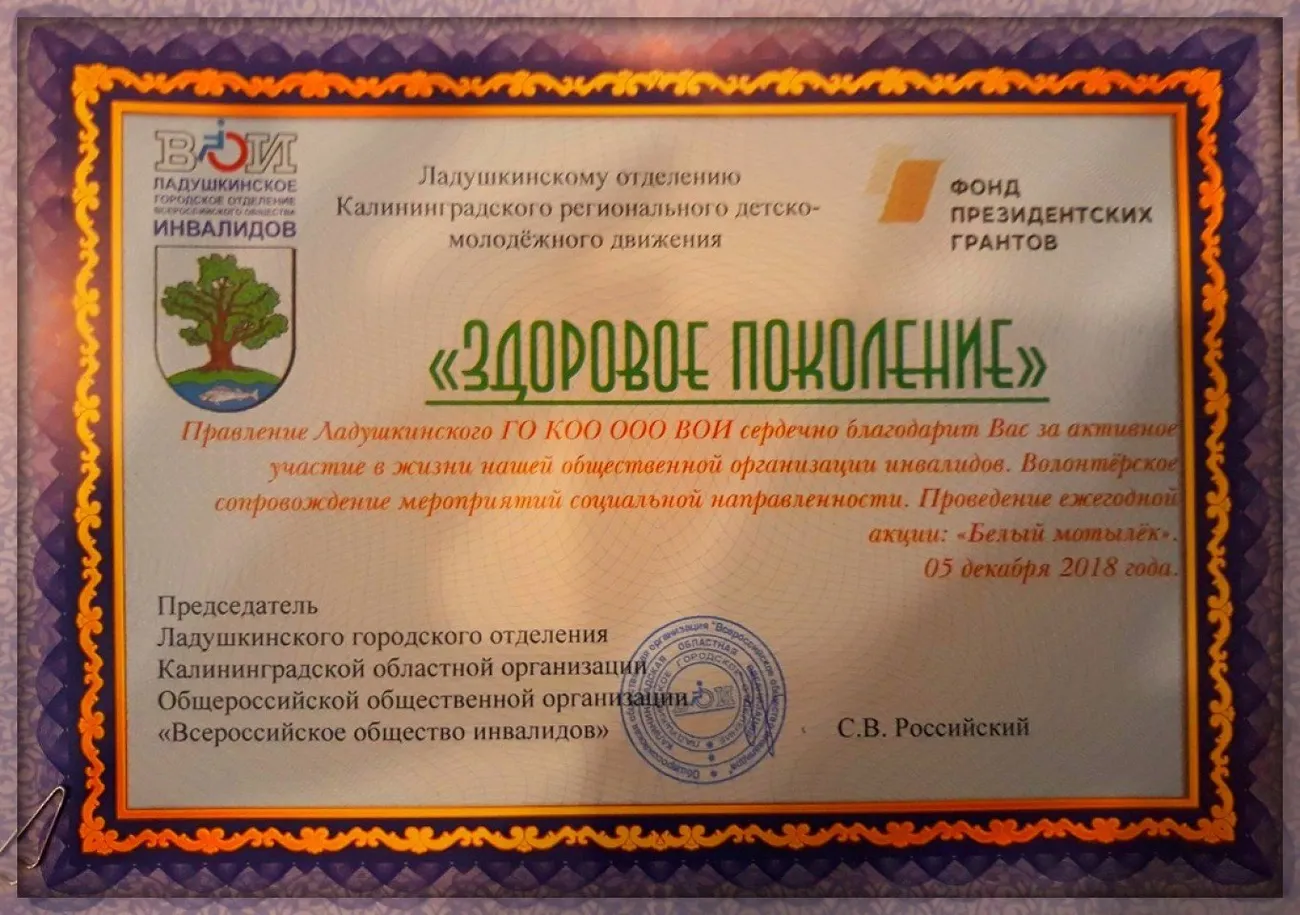 ВОИ
ЛАДУШКИНСКОЕ
ГОРОДСКОЕ ОТДЕЛЕНИЕ
ВСЕРОССИЙСКОГО ОБЩЕСТВА
ИНВАЛИДОВ
Ладушкинскому отделению
Калининградского регионального детско-
молодёжного движения
ФОНД
ПРЕЗИДЕНТСКИХ
ГРАНТОВ
«ЗДОРОВОЕ ПОКОЛЕНИЕ»
Правление Ладушкинского ГО КОО ООО ВОИ сердечно благодарит Вас за активное
участие в жизни нашей общественной организации инвалидов. Волонтёрское
сопровождение мероприятий социальной направленности. Проведение ежегодной
акции: «Белый мотылёк».
05 декабря 2018 года.
Председатель
Ладушкинского городского отделения
Калининградской областной организации
Общероссийской общественной организации
«Всероссийское общество инвалидов»
С.В. Российский
ВОИ